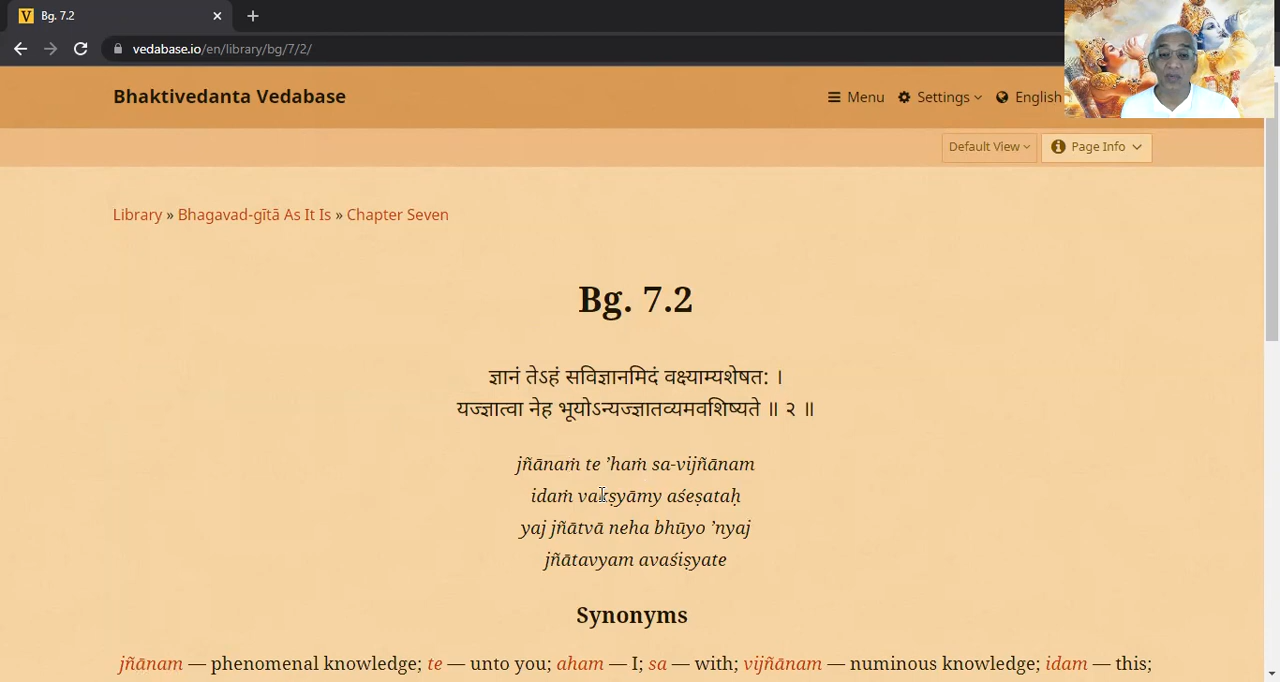 Bg. 7.2
vedabase.io/en/library/bg/7/2/
Bhaktivedanta Vedabase
Menu Settings English
Default View Page Info
Library » Bhagavad-gītā As It Is » Chapter Seven
Bg. 7.2
ज्ञानं तेऽहं सविज्ञानमिदं वक्ष्याम्यशेषत: ।
यज्ज्ञात्वा नेह भूयोऽन्यज्ज्ञातव्यमवशिष्यते ॥ २ ॥
jñānaṁ te ’haṁ sa-vijñānam
idaṁ vakṣyāmy aśeṣataḥ
yaj jñātvā neha bhūyo ’nyaj
jñātavyam avaśiṣyate
Synonyms
jñānam — phenomenal knowledge; te — unto you; aham — I; sa — with; vijñānam — numinous knowledge; idam — this;